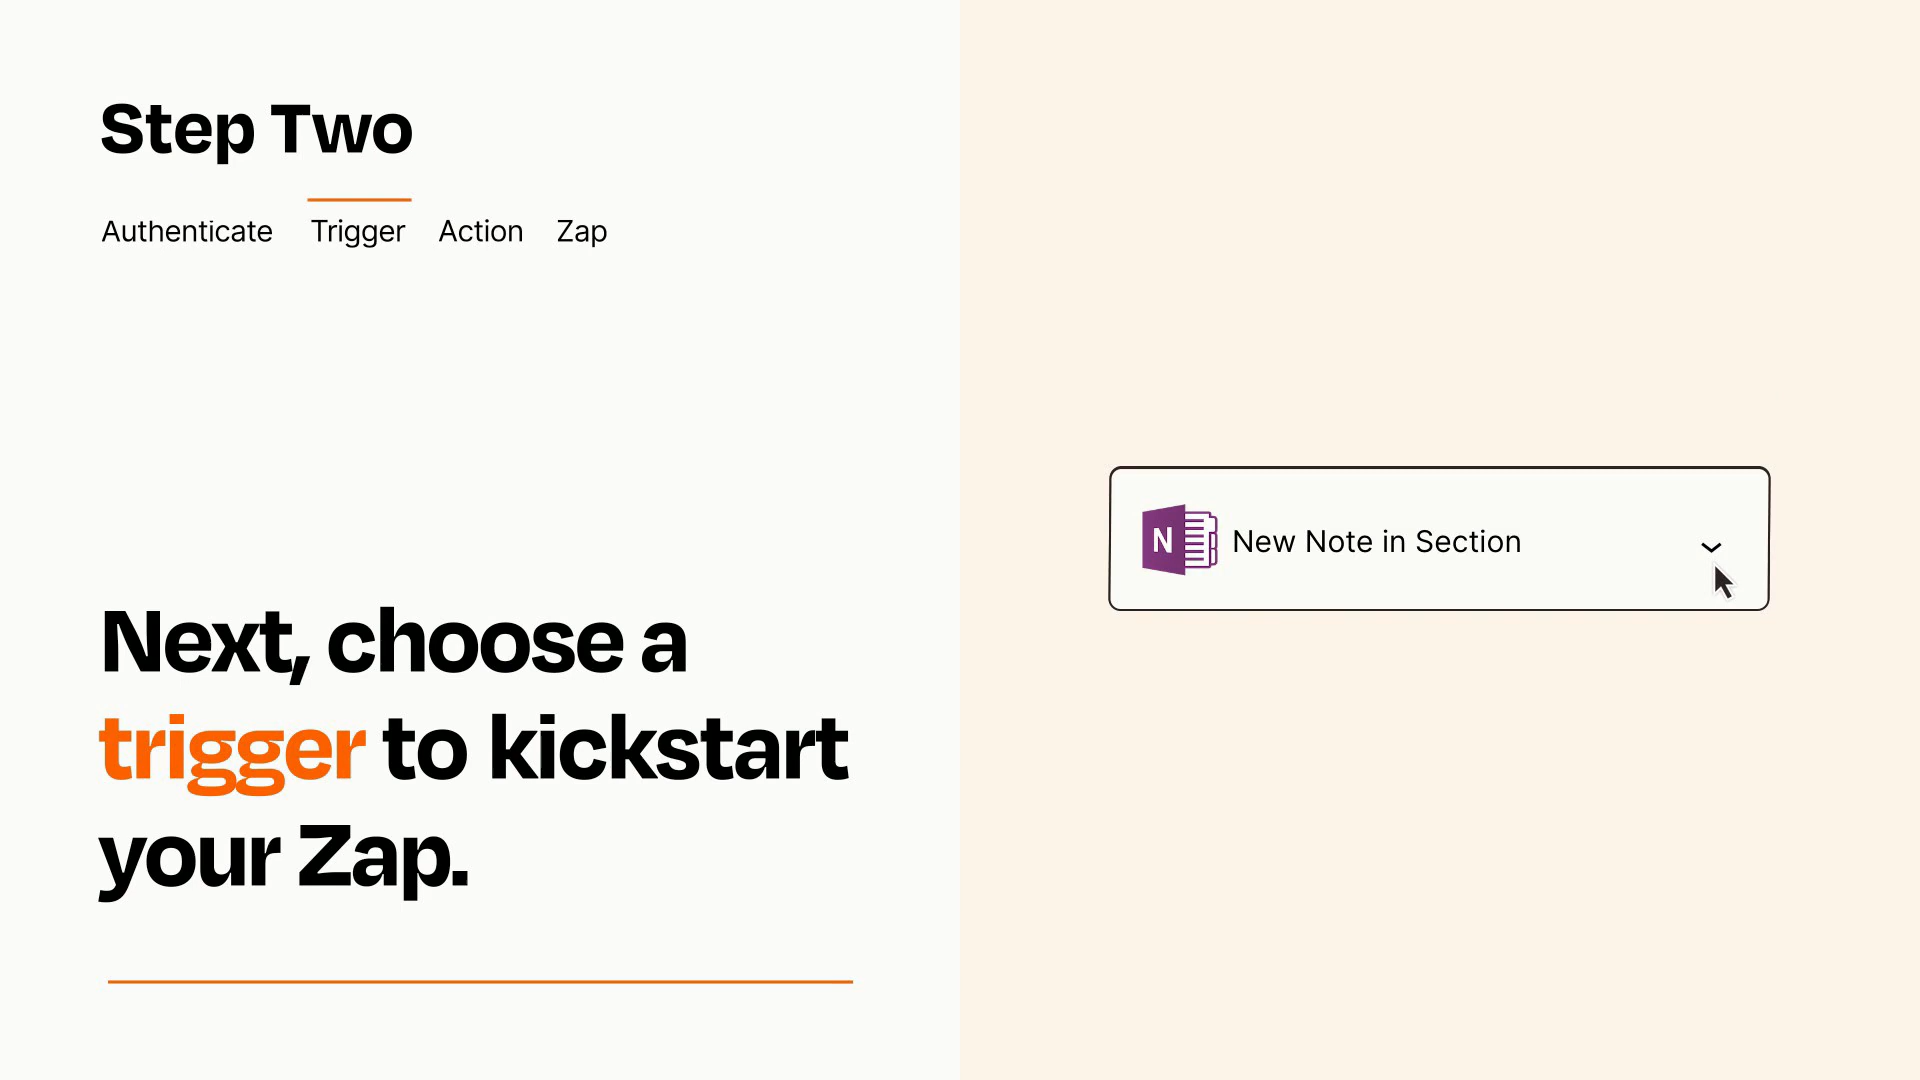 Step Two
Authenticate Trigger Action Zap
Next, choose a
trigger to kickstart
your Zap.
N New Note in Section